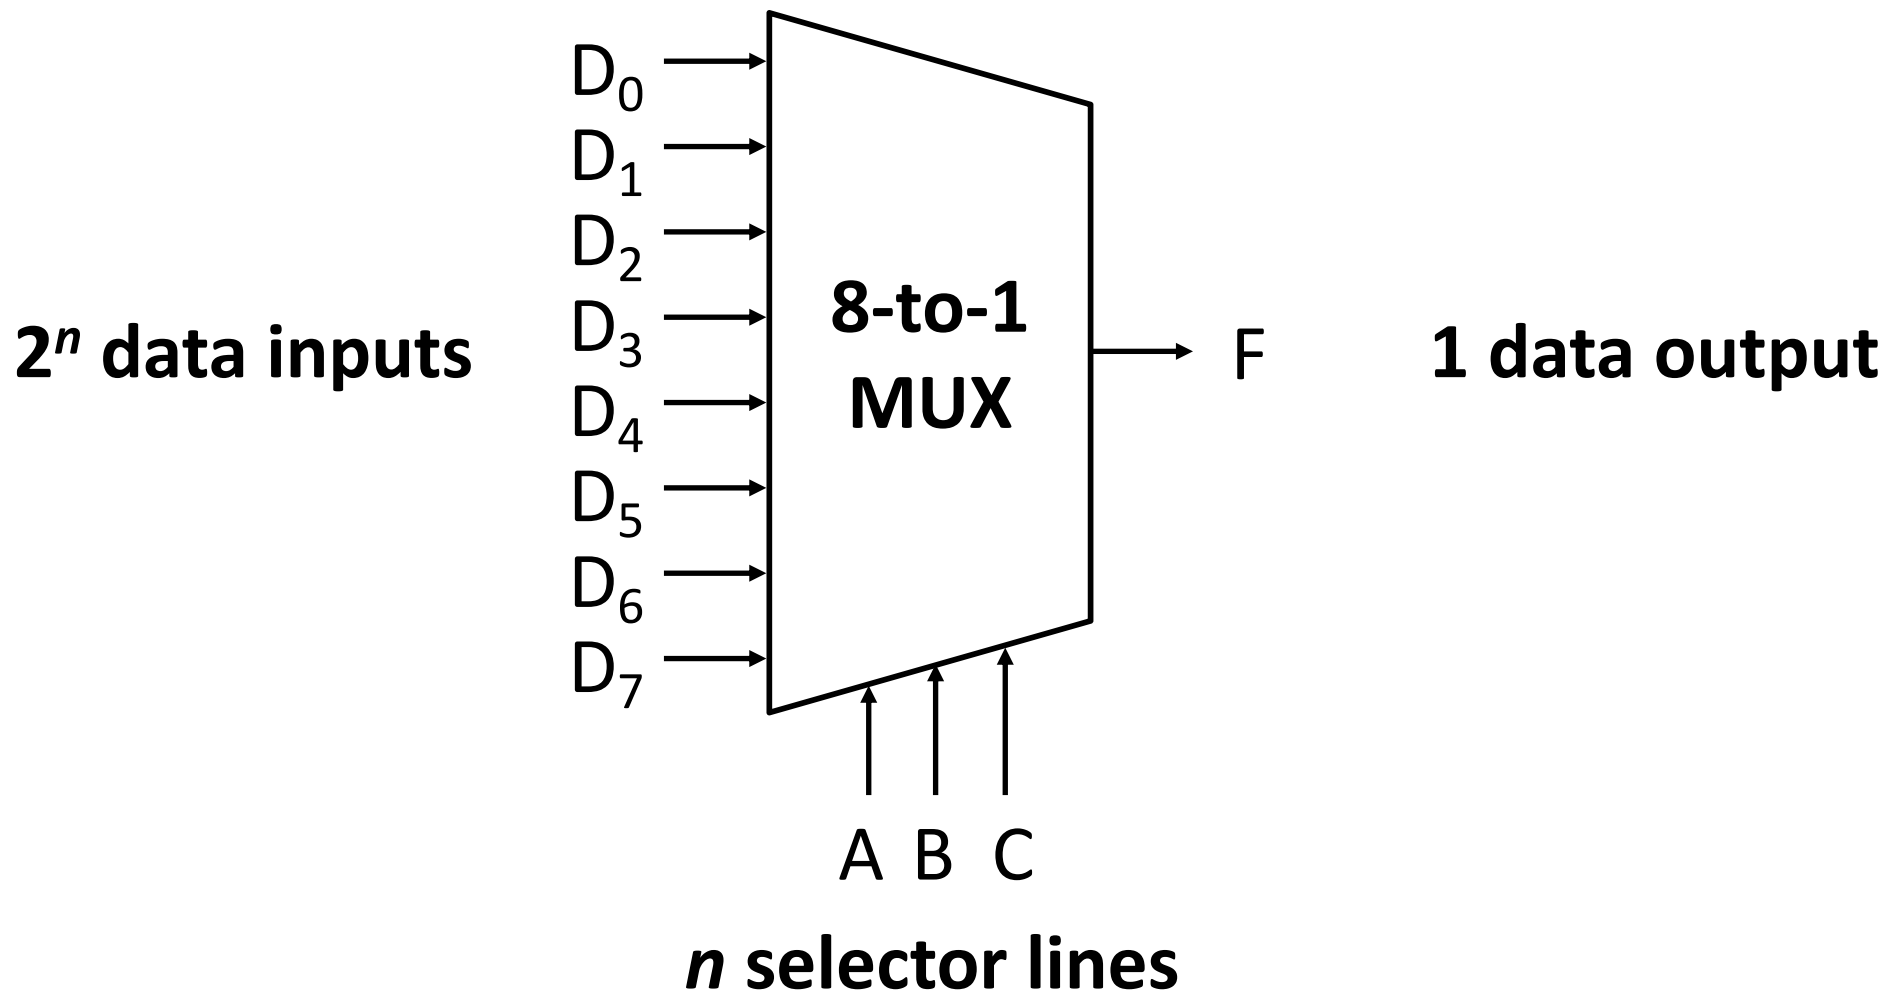 D₀
D₁
D₂
D₃
D₄
D₅
D₆
D₇
2ⁿ data inputs
8-to-1
MUX
F
1 data output
A B C
n selector lines